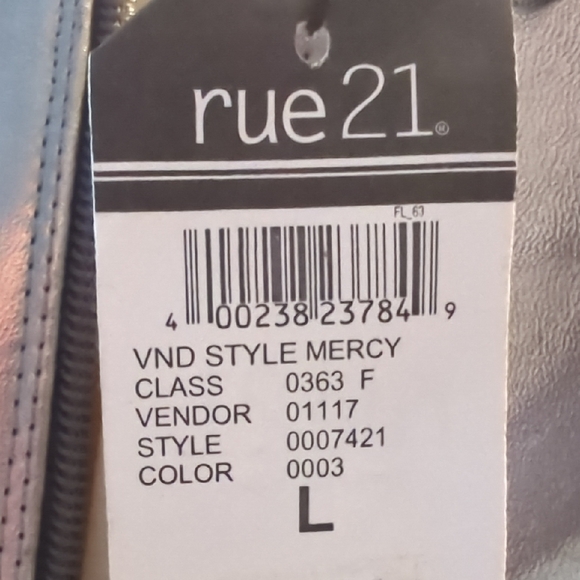 rue21®
FL_63
4 00238 23784 9
VND STYLE MERCY
CLASS 0363 F
VENDOR 01117
STYLE 0007421
COLOR 0003
L